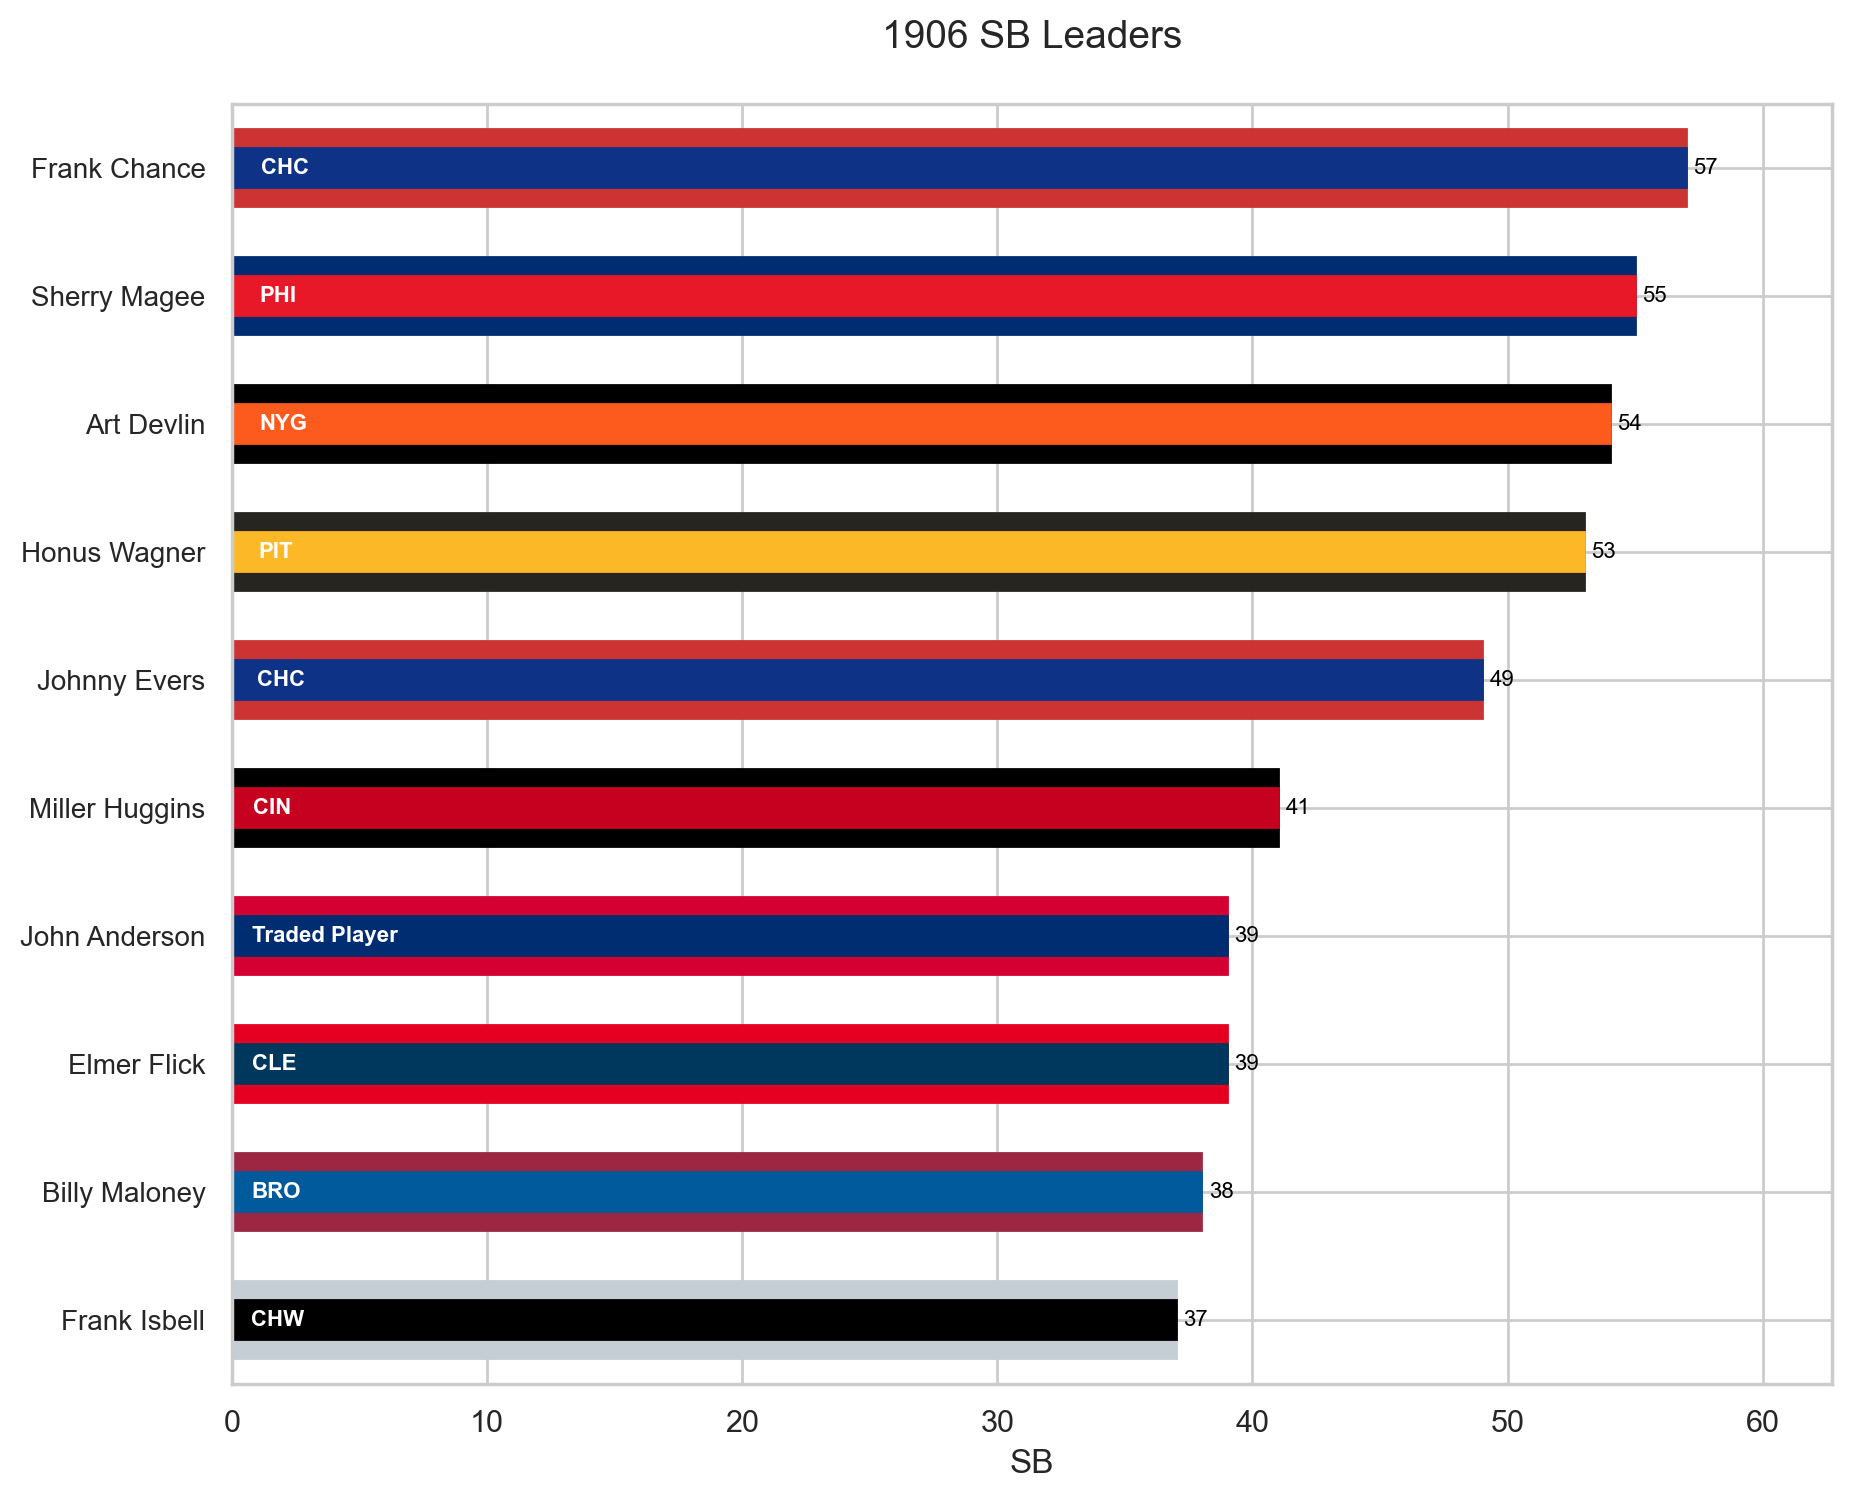 1906 SB Leaders
Frank Chance CHC 57
Sherry Magee PHI 55
Art Devlin NYG 54
Honus Wagner PIT 53
Johnny Evers CHC 49
Miller Huggins CIN 41
John Anderson Traded Player 39
Elmer Flick CLE 39
Billy Maloney BRO 38
Frank Isbell CHW 37
0 10 20 30 40 50 60
SB